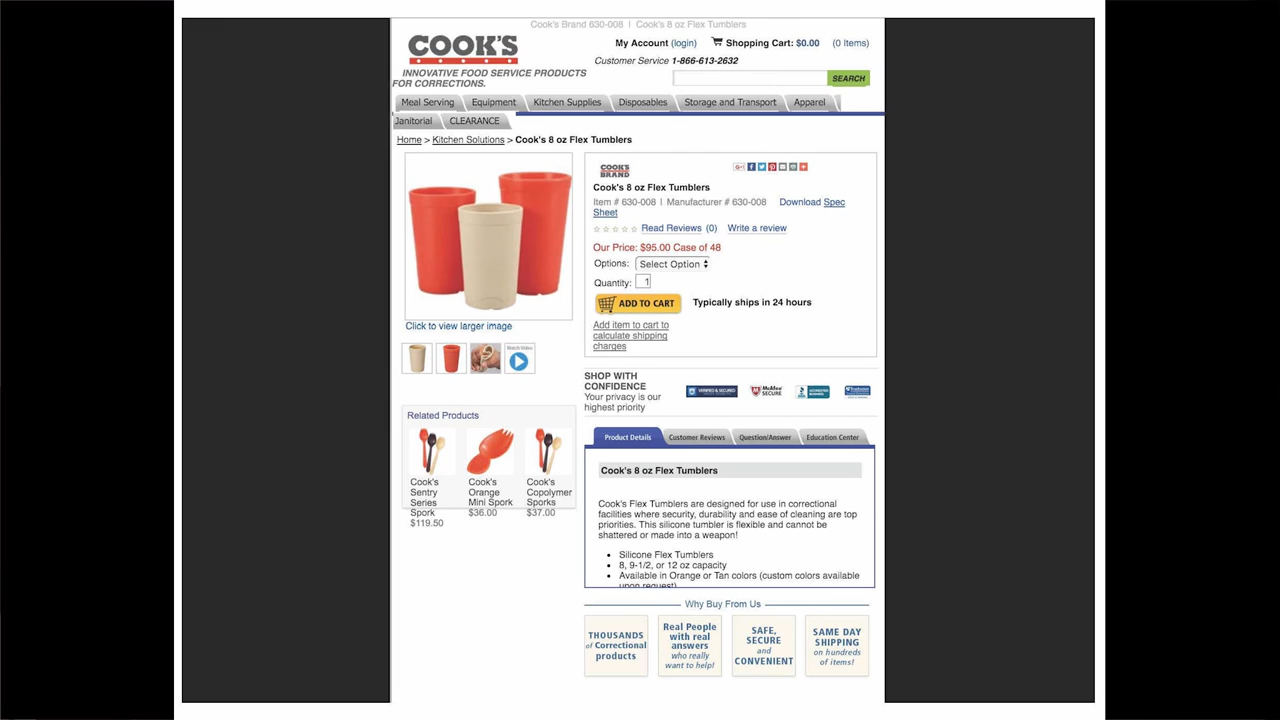 Cook's Brand 630-008 | Cook's 8 oz Flex Tumblers
COOK'S
INNOVATIVE FOOD SERVICE PRODUCTS
FOR CORRECTIONS.
My Account (login) Shopping Cart: $0.00 (0 Items)
Customer Service 1-866-613-2632
SEARCH
Meal Serving Equipment Kitchen Supplies Disposables Storage and Transport Apparel
Janitorial CLEARANCE
Home > Kitchen Solutions > Cook's 8 oz Flex Tumblers
Click to view larger image
Watch Video
Related Products
Cook's
Sentry
Series
Spork
$119.50
Cook's
Orange
Mini Spork
$36.00
Cook's
Copolymer
Sporks
$37.00
COOK'S
BRAND
Cook's 8 oz Flex Tumblers
Item # 630-008 | Manufacturer # 630-008 Download Spec
Sheet
Read Reviews (0) Write a review
Our Price: $95.00 Case of 48
Options: Select Option
Quantity: 1
ADD TO CART Typically ships in 24 hours
Add item to cart to
calculate shipping
charges
SHOP WITH
CONFIDENCE
Your privacy is our
highest priority
VERIFIED & SECURED
McAfee
SECURE
ACCREDITED
BUSINESS
Product Details Customer Reviews Question/Answer Education Center
Cook's 8 oz Flex Tumblers
Cook's Flex Tumblers are designed for use in correctional
facilities where security, durability and ease of cleaning are top
priorities. This silicone tumbler is flexible and cannot be
shattered or made into a weapon!
• Silicone Flex Tumblers
• 8, 9-1/2, or 12 oz capacity
• Available in Orange or Tan colors (custom colors available
upon request)
Why Buy From Us
THOUSANDS
of Correctional
products
Real People
with real
answers
who really
want to help!
SAFE,
SECURE
and
CONVENIENT
SAME DAY
SHIPPING
on hundreds
of items!